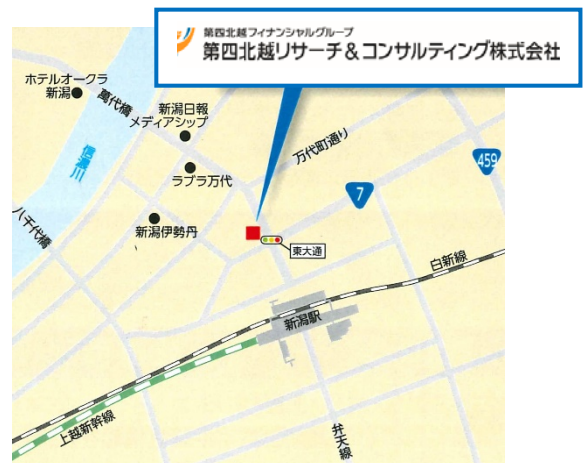 第四北越フィナンシャルグループ
第四北越リサーチ&コンサルティング株式会社
ホテルオークラ
新潟
萬代橋
新潟日報
メディアシップ
万代町通り
信濃川
ラブラ万代
7
459
八千代橋
新潟伊勢丹
東大通
白新線
新潟駅
上越新幹線
弁天線